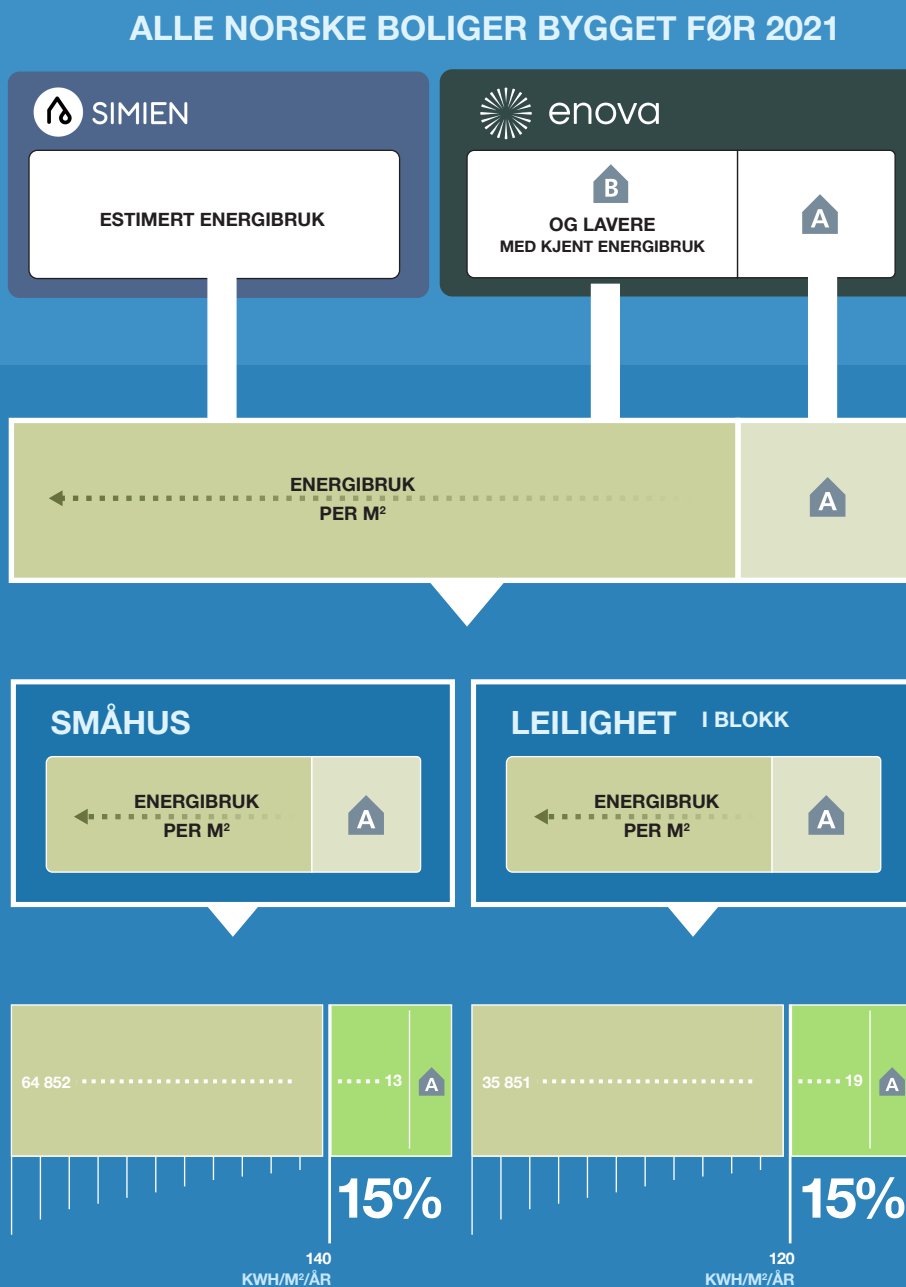 ALLE NORSKE BOLIGER BYGGET FØR 2021
SIMIEN
ESTIMERT ENERGIBRUK
enova
B
OG LAVERE
MED KJENT ENERGIBRUK
A
ENERGIBRUK
PER M²
A
SMÅHUS
ENERGIBRUK
PER M²
A
LEILIGHET I BLOKK
ENERGIBRUK
PER M²
A
64 852
13
A
15%
140
KWH/M²/ÅR
35 851
19
A
15%
120
KWH/M²/ÅR